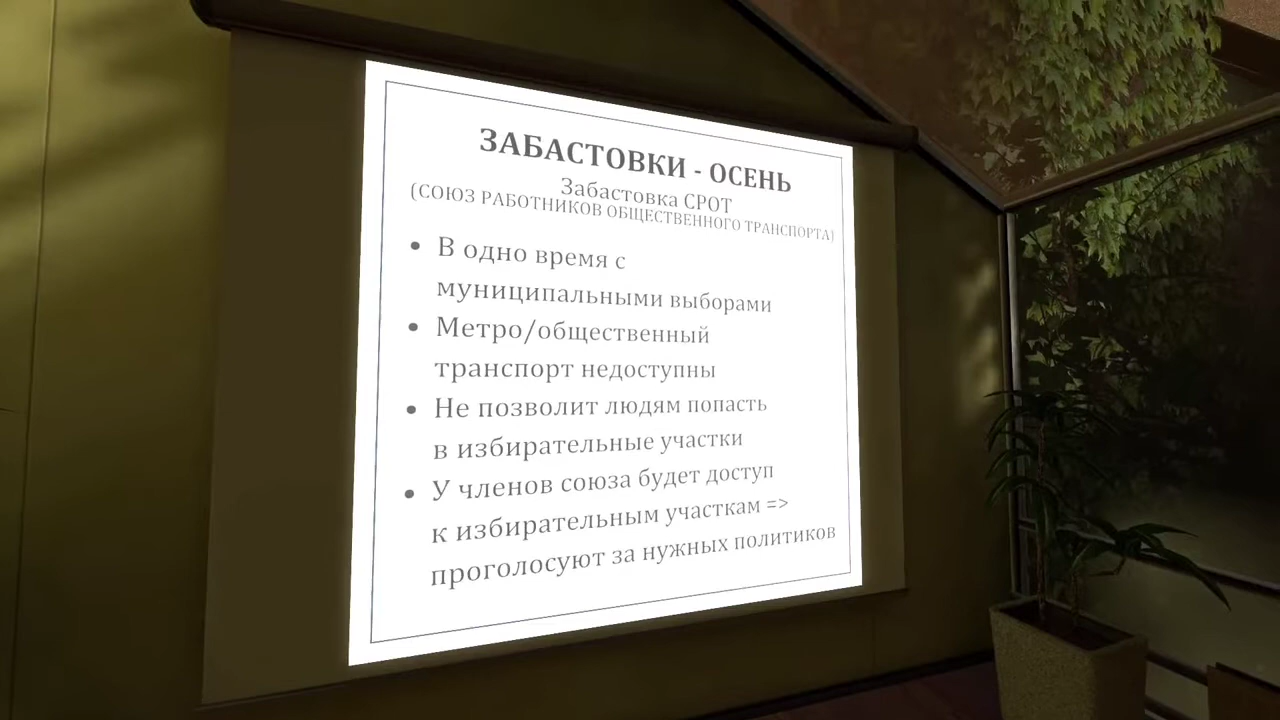 ЗАБАСТОВКИ - ОСЕНЬ
Забастовка СРОТ
(СОЮЗ РАБОТНИКОВ ОБЩЕСТВЕННОГО ТРАНСПОРТА)
• В одно время с
муниципальными выборами
• Метро/общественный
транспорт недоступны
• Не позволит людям попасть
в избирательные участки
• У членов союза будет доступ
к избирательным участкам =>
проголосуют за нужных политиков